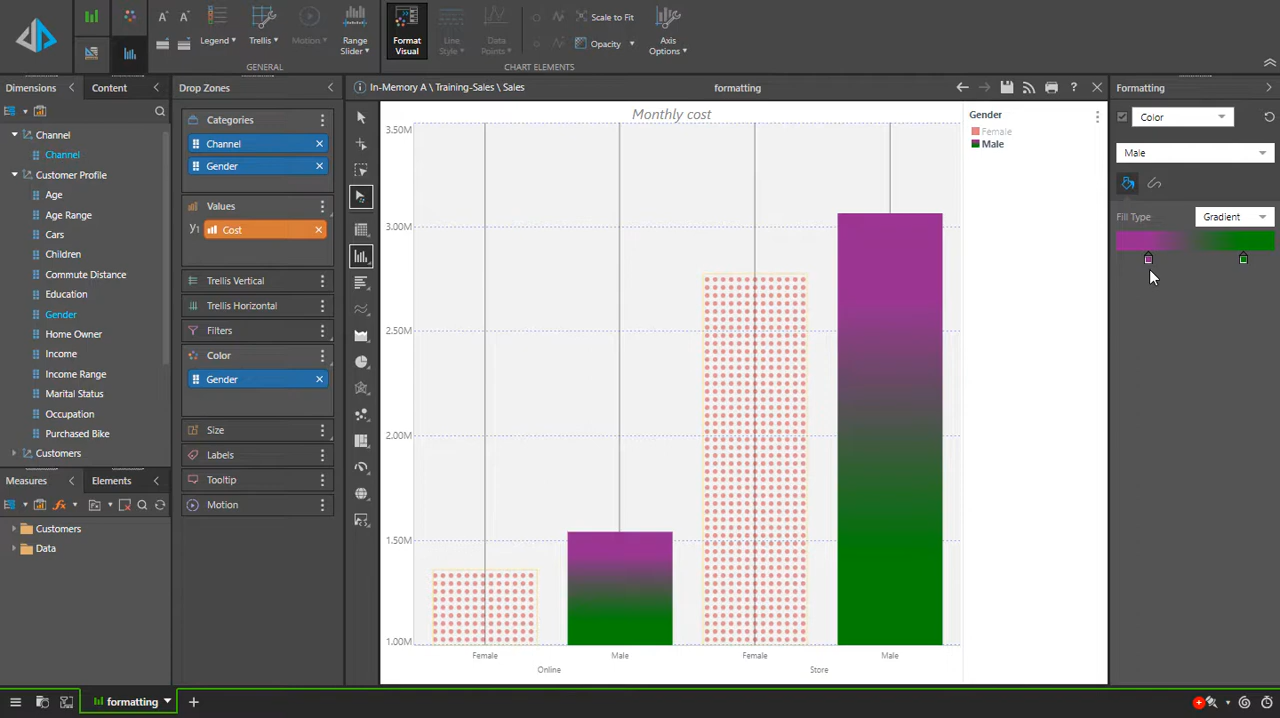 Legend
Trellis
Motion
Range Slider
GENERAL
Format Visual
Line Style
Data Points
Scale to Fit
Opacity
Axis Options
CHART ELEMENTS
Dimensions
Content
Channel
Channel
Customer Profile
Age
Age Range
Cars
Children
Commute Distance
Education
Gender
Home Owner
Income
Income Range
Marital Status
Occupation
Purchased Bike
Customers
Measures
Elements
Customers
Data
Drop Zones
Categories
Channel
Gender
Values
Y1 Cost
Trellis Vertical
Trellis Horizontal
Filters
Color
Gender
Size
Labels
Tooltip
Motion
In-Memory A \ Training-Sales \ Sales
formatting
Monthly cost
3.50M
3.00M
2.50M
2.00M
1.50M
1.00M
Female
Male
Female
Male
Online
Store
Gender
Female
Male
Formatting
Color
Male
Fill Type:
Gradient
formatting